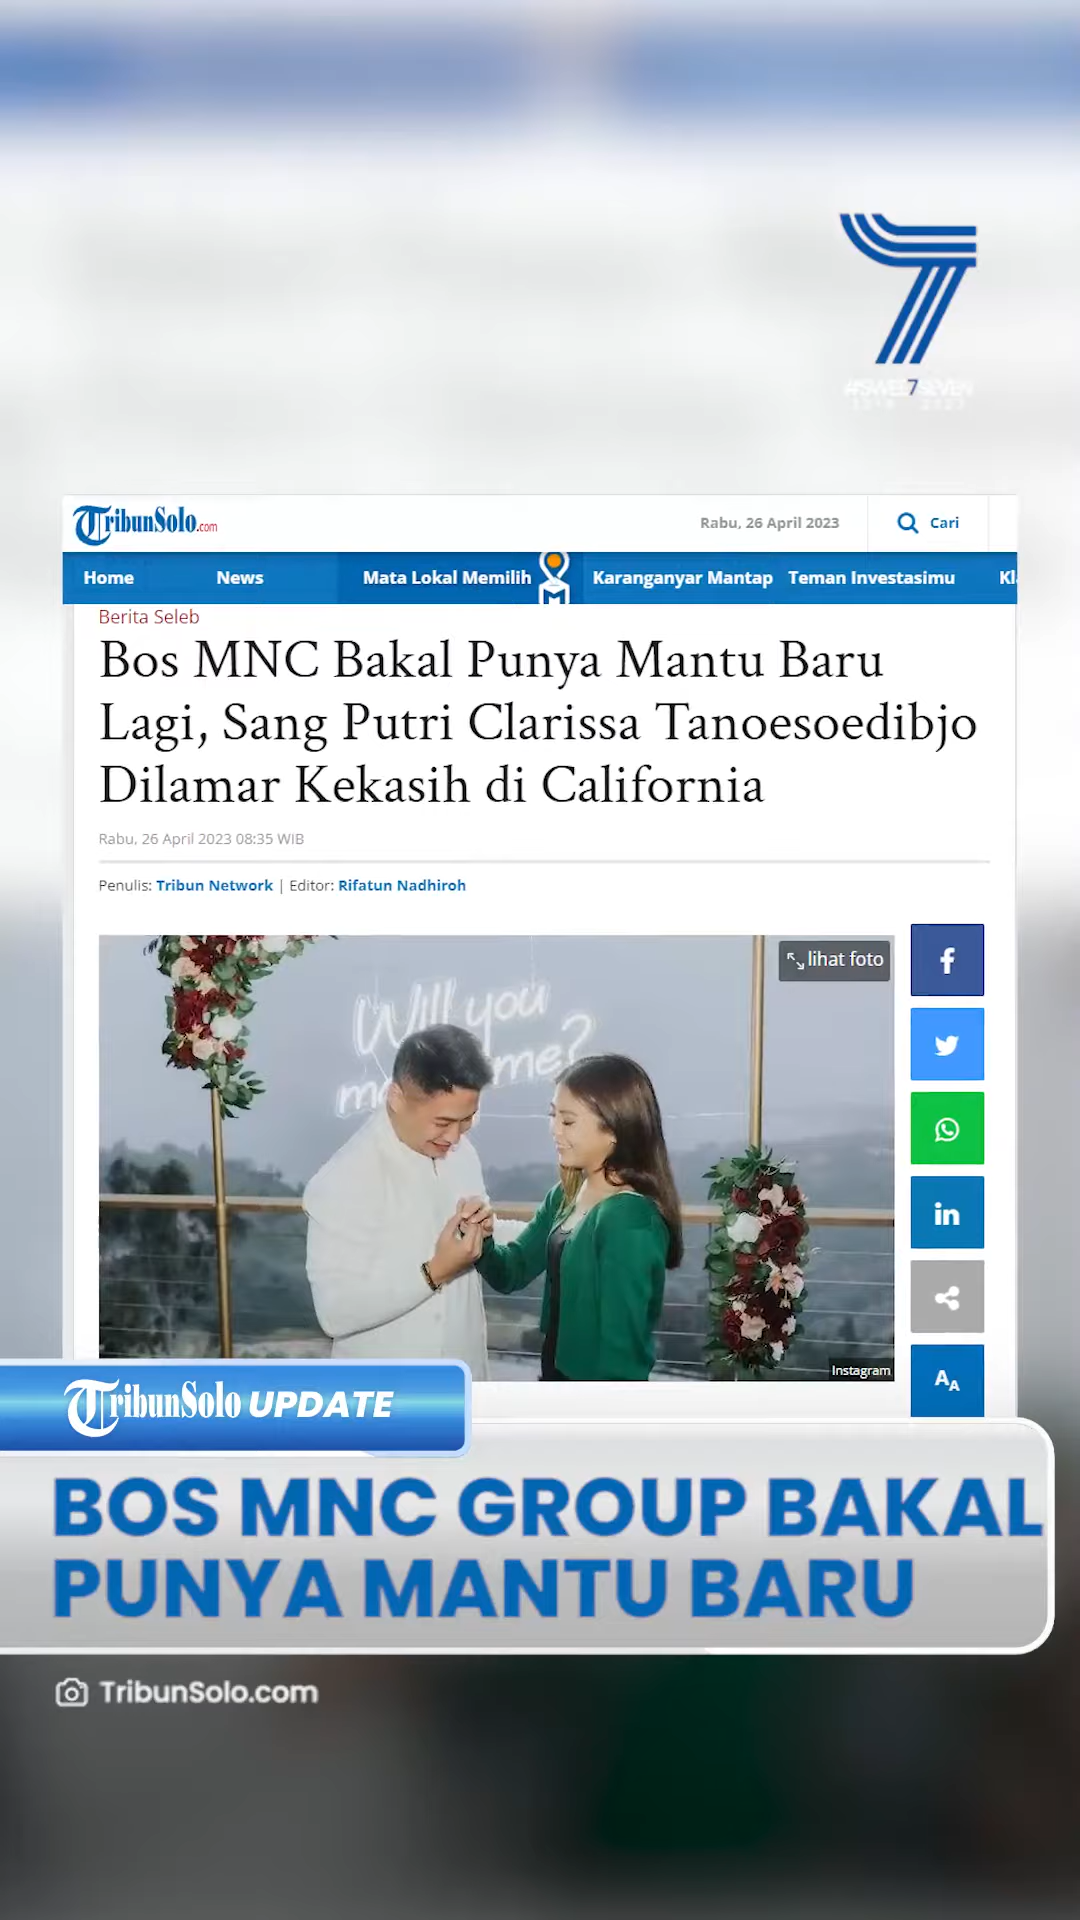 #SWEET7SEVEN
TribunSolo.com
Rabu, 26 April 2023
Cari
Home
News
Mata Lokal Memilih
Karanganyar Mantap
Teman Investasimu
Berita Seleb
Bos MNC Bakal Punya Mantu Baru
Lagi, Sang Putri Clarissa Tanoesoedibjo
Dilamar Kekasih di California
Rabu, 26 April 2023 08:35 WIB
Penulis: Tribun Network | Editor: Rifatun Nadhiroh
lihat foto
Will you
me?
Instagram
TribunSolo UPDATE
BOS MNC GROUP BAKAL
PUNYA MANTU BARU
TribunSolo.com